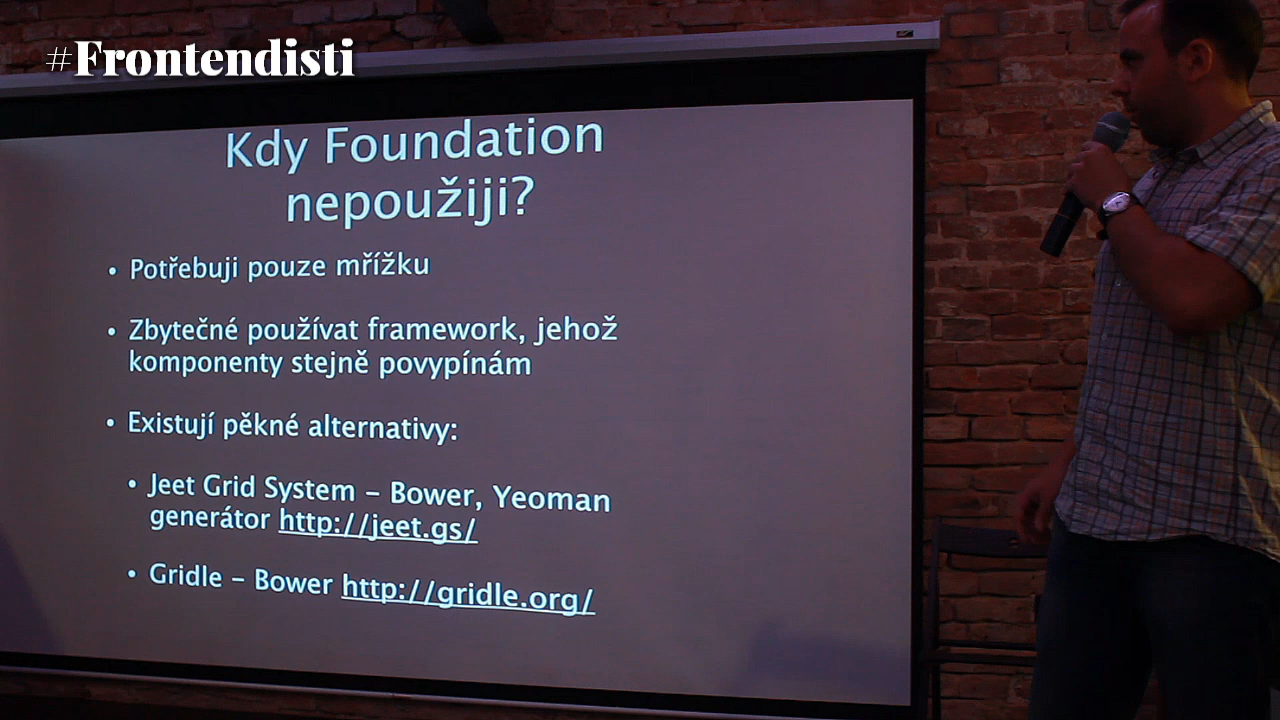 #Frontendisti
Kdy Foundation
nepoužiji?
• Potřebuji pouze mřížku
• Zbytečné používat framework, jehož
komponenty stejně povypínám
• Existují pěkné alternativy:
• Jeet Grid System – Bower, Yeoman
generátor http://jeet.gs/
• Gridle – Bower http://gridle.org/